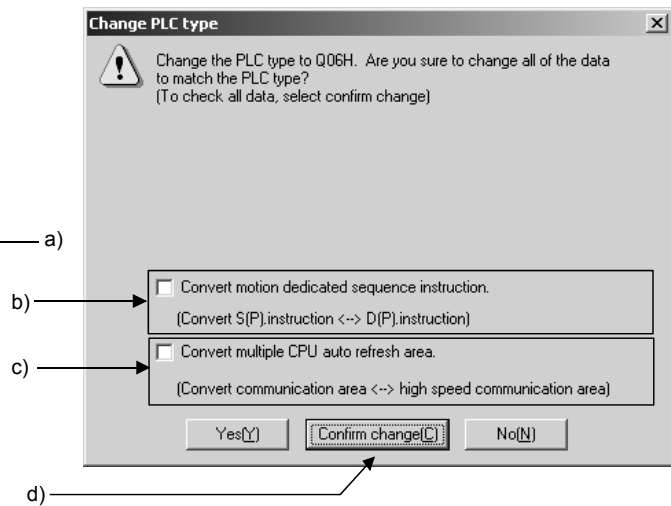 Change PLC type
Change the PLC type to Q06H. Are you sure to change all of the data
to match the PLC type?
(To check all data, select confirm change)
a)
b)
Convert motion dedicated sequence instruction.
(Convert S(P).instruction <--> D(P).instruction)
c)
Convert multiple CPU auto refresh area.
(Convert communication area <--> high speed communication area)
Yes(Y) Confirm change(C) No(N)
d)